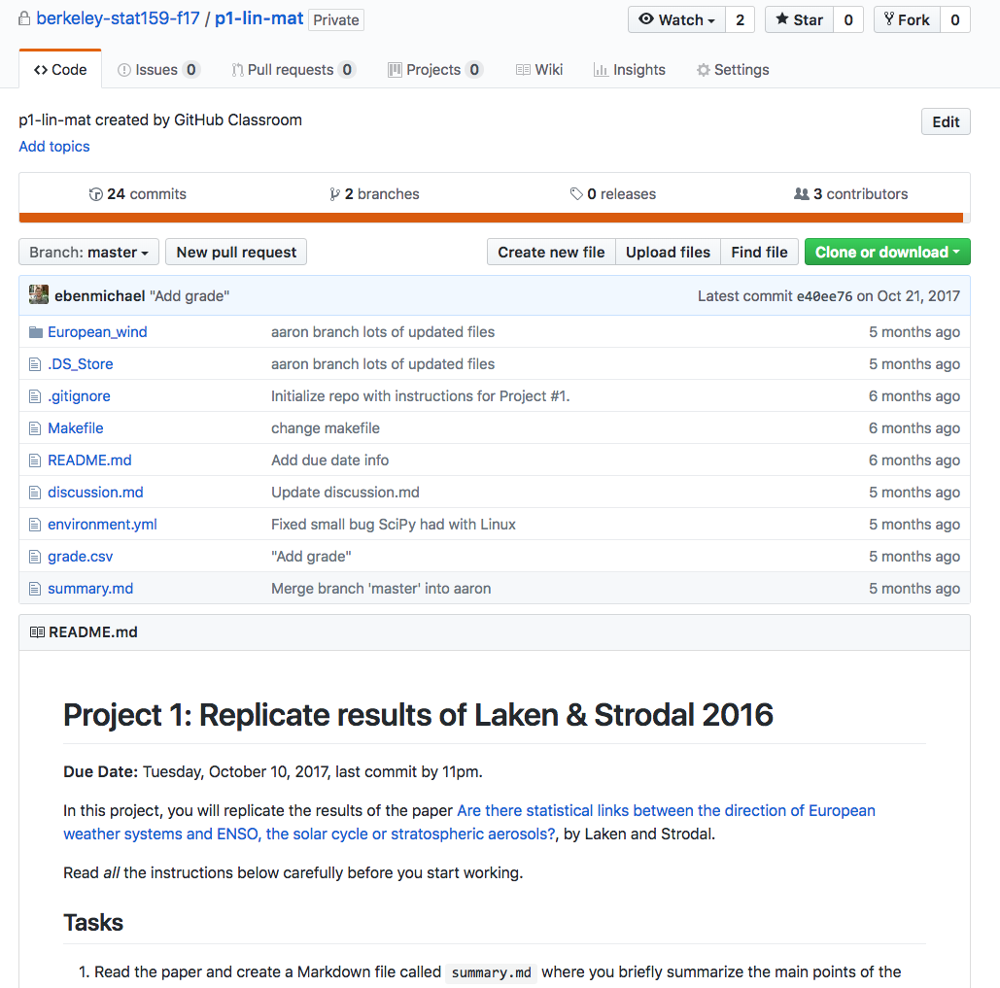 berkeley-stat159-f17 / p1-lin-mat Private Watch 2 Star 0 Fork 0
Code Issues 0 Pull requests 0 Projects 0 Wiki Insights Settings
p1-lin-mat created by GitHub Classroom Edit
Add topics
24 commits 2 branches 0 releases 3 contributors
Branch: master New pull request Create new file Upload files Find file Clone or download
ebenmichael "Add grade" Latest commit e40ee76 on Oct 21, 2017
European_wind aaron branch lots of updated files 5 months ago
.DS_Store aaron branch lots of updated files 5 months ago
.gitignore Initialize repo with instructions for Project #1. 6 months ago
Makefile change makefile 6 months ago
README.md Add due date info 6 months ago
discussion.md Update discussion.md 5 months ago
environment.yml Fixed small bug SciPy had with Linux 5 months ago
grade.csv "Add grade" 5 months ago
summary.md Merge branch 'master' into aaron 5 months ago
README.md
Project 1: Replicate results of Laken & Strodal 2016
Due Date: Tuesday, October 10, 2017, last commit by 11pm.
In this project, you will replicate the results of the paper Are there statistical links between the direction of European
weather systems and ENSO, the solar cycle or stratospheric aerosols?, by Laken and Strodal.
Read all the instructions below carefully before you start working.
Tasks
1. Read the paper and create a Markdown file called summary.md where you briefly summarize the main points of the